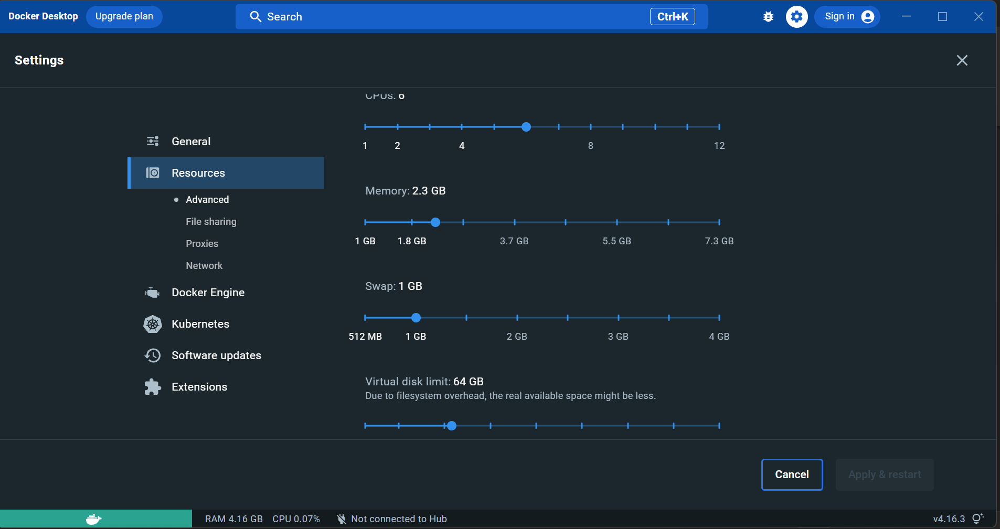 Docker Desktop Upgrade plan Search Ctrl+K Sign in
Settings
CPUs: 6
1 2 4 8 12
General
Resources
Advanced
File sharing
Proxies
Network
Docker Engine
Kubernetes
Software updates
Extensions
Memory: 2.3 GB
1 GB 1.8 GB 3.7 GB 5.5 GB 7.3 GB
Swap: 1 GB
512 MB 1 GB 2 GB 3 GB 4 GB
Virtual disk limit: 64 GB
Due to filesystem overhead, the real available space might be less.
Cancel Apply & restart
RAM 4.16 GB CPU 0.07% Not connected to Hub v4.16.3